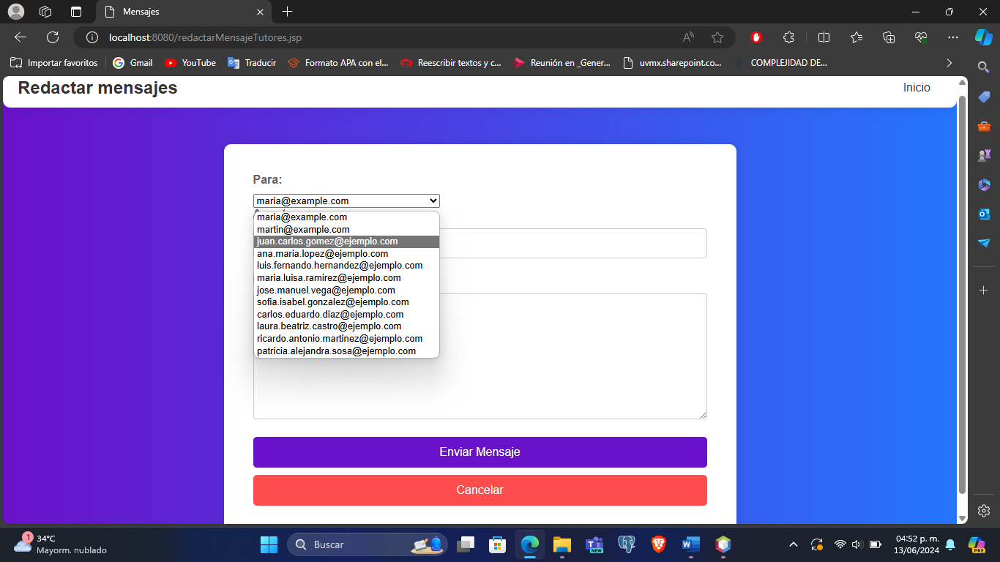 Mensajes
localhost:8080/redactarMensajeTutores.jsp
Importar favoritos
Gmail
YouTube
Traducir
Formato APA con el...
Reescribir textos y c...
Reunión en _Gener...
uvmx.sharepoint.co...
COMPLEJIDAD DE...
Redactar mensajes
Inicio
Para:
maria@example.com
maria@example.com
martin@example.com
juan.carlos.gomez@ejemplo.com
ana.maria.lopez@ejemplo.com
luis.fernando.hernandez@ejemplo.com
maria.luisa.ramirez@ejemplo.com
jose.manuel.vega@ejemplo.com
sofia.isabel.gonzalez@ejemplo.com
carlos.eduardo.diaz@ejemplo.com
laura.beatriz.castro@ejemplo.com
ricardo.antonio.martinez@ejemplo.com
patricia.alejandra.sosa@ejemplo.com
Enviar Mensaje
Cancelar
1
34°C
Mayorm. nublado
Buscar
NEW
04:52 p. m.
13/06/2024
PRE